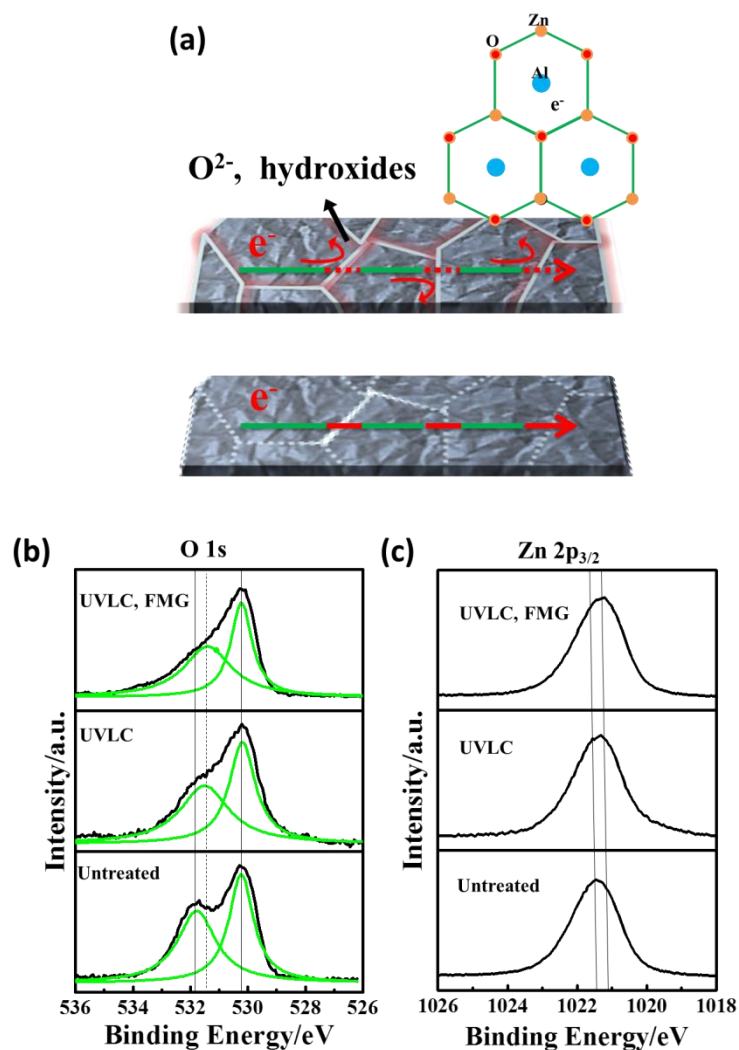 (a)
Zn
O
Al
e⁻
O²⁻, hydroxides
e⁻
e⁻
(b)
O 1s
(c)
Zn 2p₃/₂
UVLC, FMG
UVLC
Untreated
Intensity/a.u.
536 534 532 530 528 526
Binding Energy/eV
UVLC, FMG
UVLC
Untreated
Intensity/a.u.
1026 1024 1022 1020 1018
Binding Energy/eV